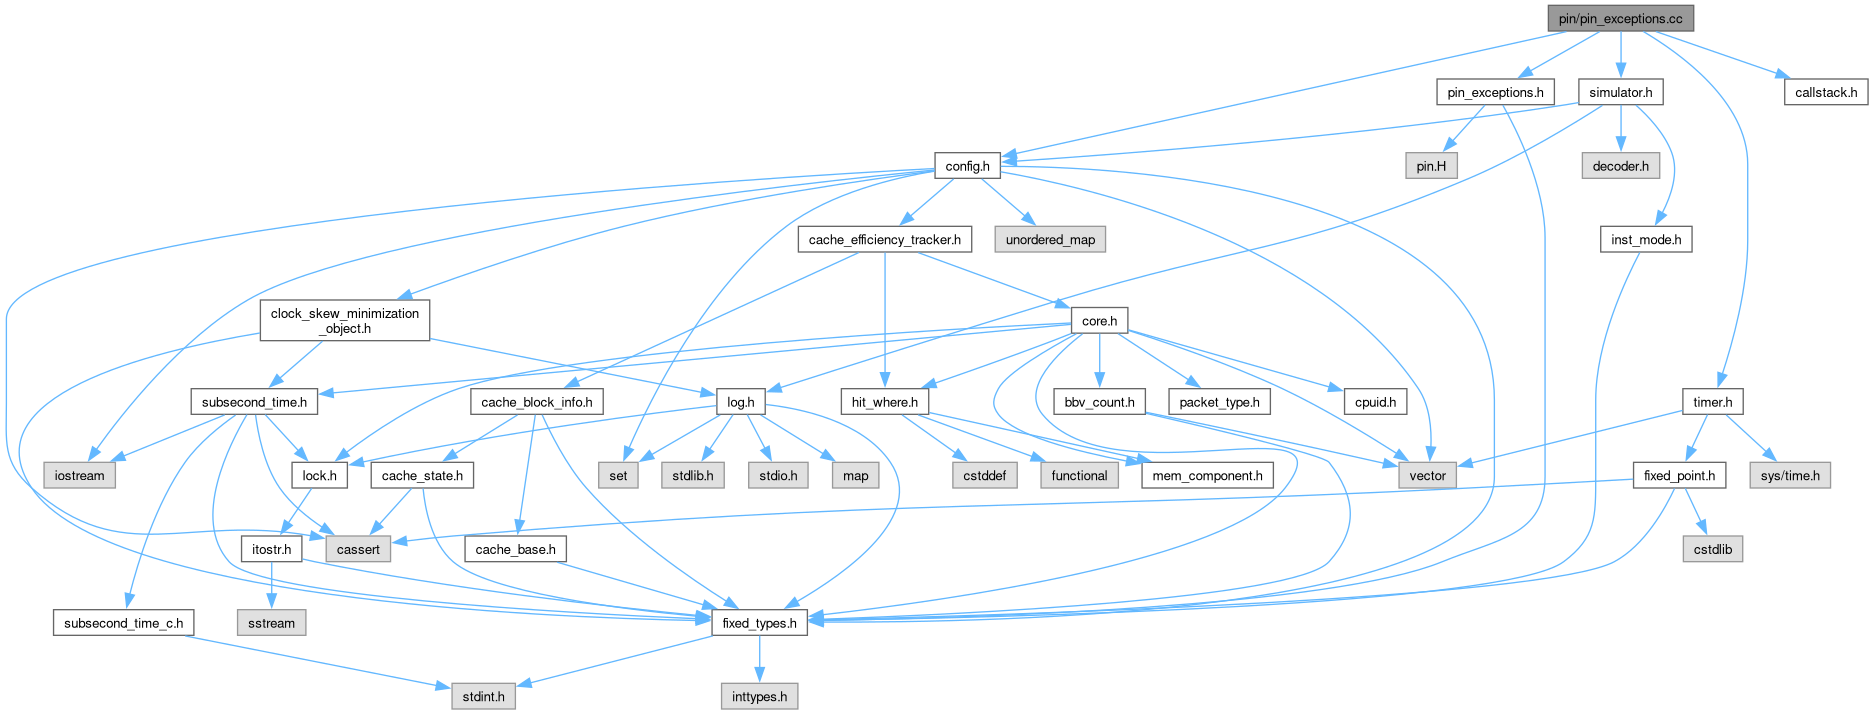 pin/pin_exceptions.cc
pin_exceptions.h
simulator.h
callstack.h
config.h
pin.H
decoder.h
cache_efficiency_tracker.h
unordered_map
inst_mode.h
clock_skew_minimization
_object.h
core.h
subsecond_time.h
cache_block_info.h
log.h
hit_where.h
bbv_count.h
packet_type.h
cpuid.h
timer.h
iostream
lock.h
cache_state.h
set
stdlib.h
stdio.h
map
cstddef
functional
mem_component.h
vector
fixed_point.h
sys/time.h
itostr.h
cassert
cache_base.h
cstdlib
subsecond_time_c.h
sstream
fixed_types.h
stdint.h
inttypes.h